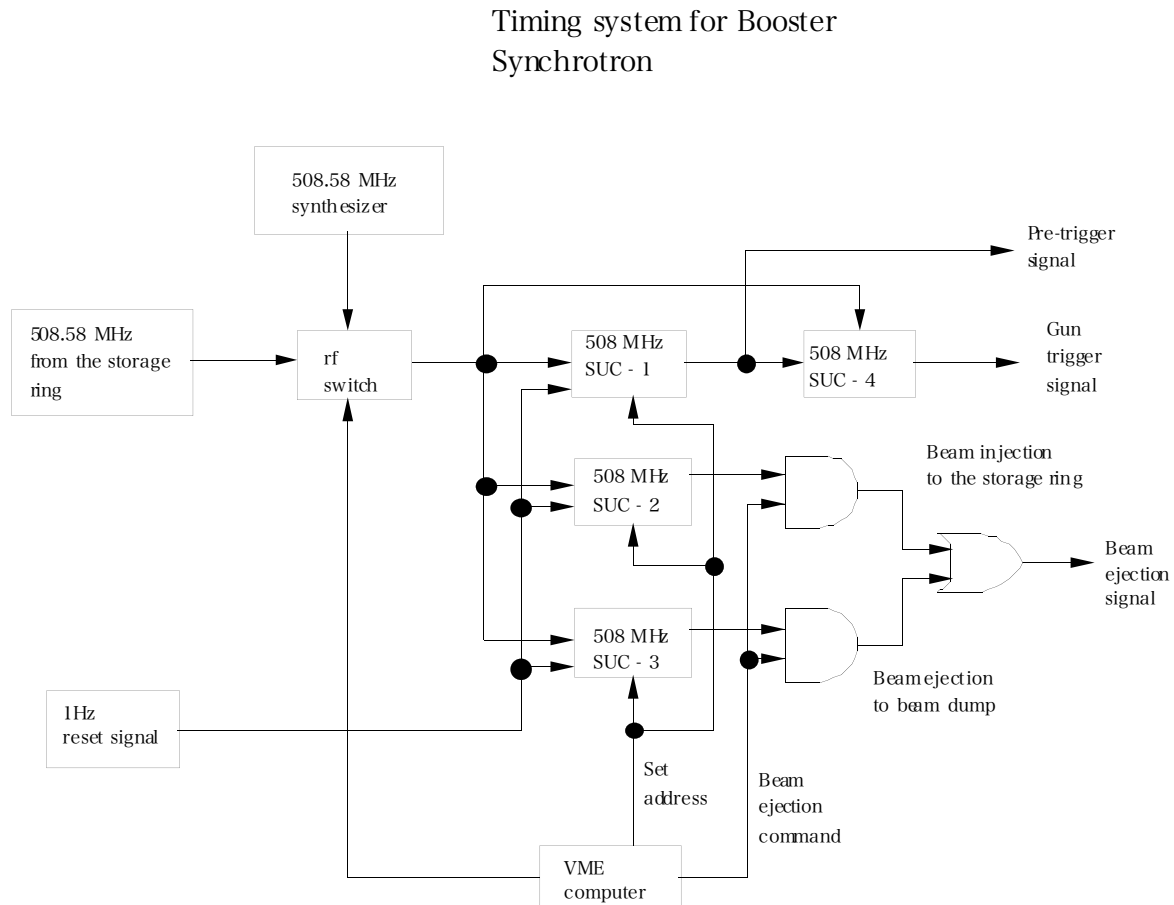 Timing system for Booster
Synchrotron
508.58 MHz
synthesizer
Pre-trigger
signal
508.58 MHz
from the storage
ring
rf
switch
508 MHz
SUC - 1
508 MHz
SUC - 4
Gun
trigger
signal
508 MHz
SUC - 2
Beam injection
to the storage ring
Beam
ejection
signal
508 MHz
SUC - 3
Beam ejection
to beam dump
1Hz
reset signal
Set
address
Beam
ejection
command
VME
computer